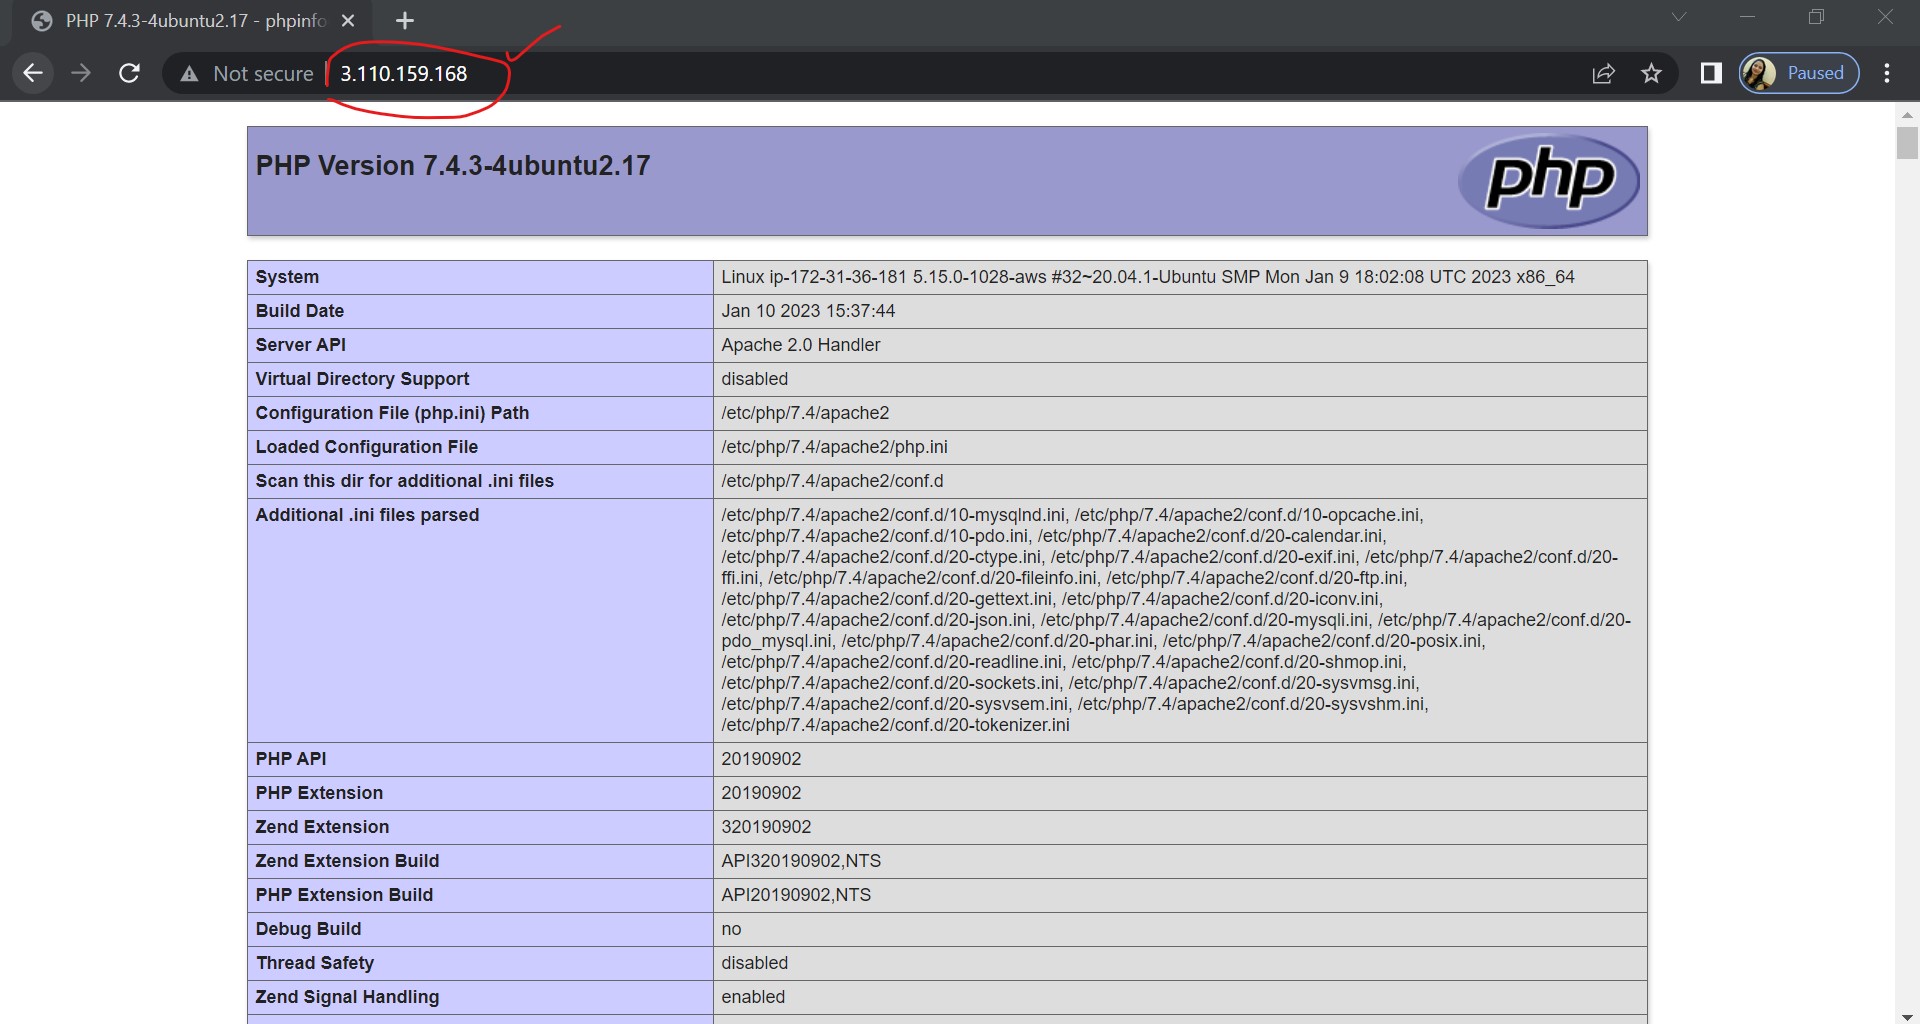 PHP 7.4.3-4ubuntu2.17 - phpinfo
Not secure
3.110.159.168
Paused
PHP Version 7.4.3-4ubuntu2.17
php
System Linux ip-172-31-36-181 5.15.0-1028-aws #32~20.04.1-Ubuntu SMP Mon Jan 9 18:02:08 UTC 2023 x86_64
Build Date Jan 10 2023 15:37:44
Server API Apache 2.0 Handler
Virtual Directory Support disabled
Configuration File (php.ini) Path /etc/php/7.4/apache2
Loaded Configuration File /etc/php/7.4/apache2/php.ini
Scan this dir for additional .ini files /etc/php/7.4/apache2/conf.d
Additional .ini files parsed /etc/php/7.4/apache2/conf.d/10-mysqlnd.ini, /etc/php/7.4/apache2/conf.d/10-opcache.ini,
/etc/php/7.4/apache2/conf.d/10-pdo.ini, /etc/php/7.4/apache2/conf.d/20-calendar.ini,
/etc/php/7.4/apache2/conf.d/20-ctype.ini, /etc/php/7.4/apache2/conf.d/20-exif.ini, /etc/php/7.4/apache2/conf.d/20-
ffi.ini, /etc/php/7.4/apache2/conf.d/20-fileinfo.ini, /etc/php/7.4/apache2/conf.d/20-ftp.ini,
/etc/php/7.4/apache2/conf.d/20-gettext.ini, /etc/php/7.4/apache2/conf.d/20-iconv.ini,
/etc/php/7.4/apache2/conf.d/20-json.ini, /etc/php/7.4/apache2/conf.d/20-mysqli.ini, /etc/php/7.4/apache2/conf.d/20-
pdo_mysql.ini, /etc/php/7.4/apache2/conf.d/20-phar.ini, /etc/php/7.4/apache2/conf.d/20-posix.ini,
/etc/php/7.4/apache2/conf.d/20-readline.ini, /etc/php/7.4/apache2/conf.d/20-shmop.ini,
/etc/php/7.4/apache2/conf.d/20-sockets.ini, /etc/php/7.4/apache2/conf.d/20-sysvmsg.ini,
/etc/php/7.4/apache2/conf.d/20-sysvsem.ini, /etc/php/7.4/apache2/conf.d/20-sysvshm.ini,
/etc/php/7.4/apache2/conf.d/20-tokenizer.ini
PHP API 20190902
PHP Extension 20190902
Zend Extension 320190902
Zend Extension Build API320190902,NTS
PHP Extension Build API20190902,NTS
Debug Build no
Thread Safety disabled
Zend Signal Handling enabled